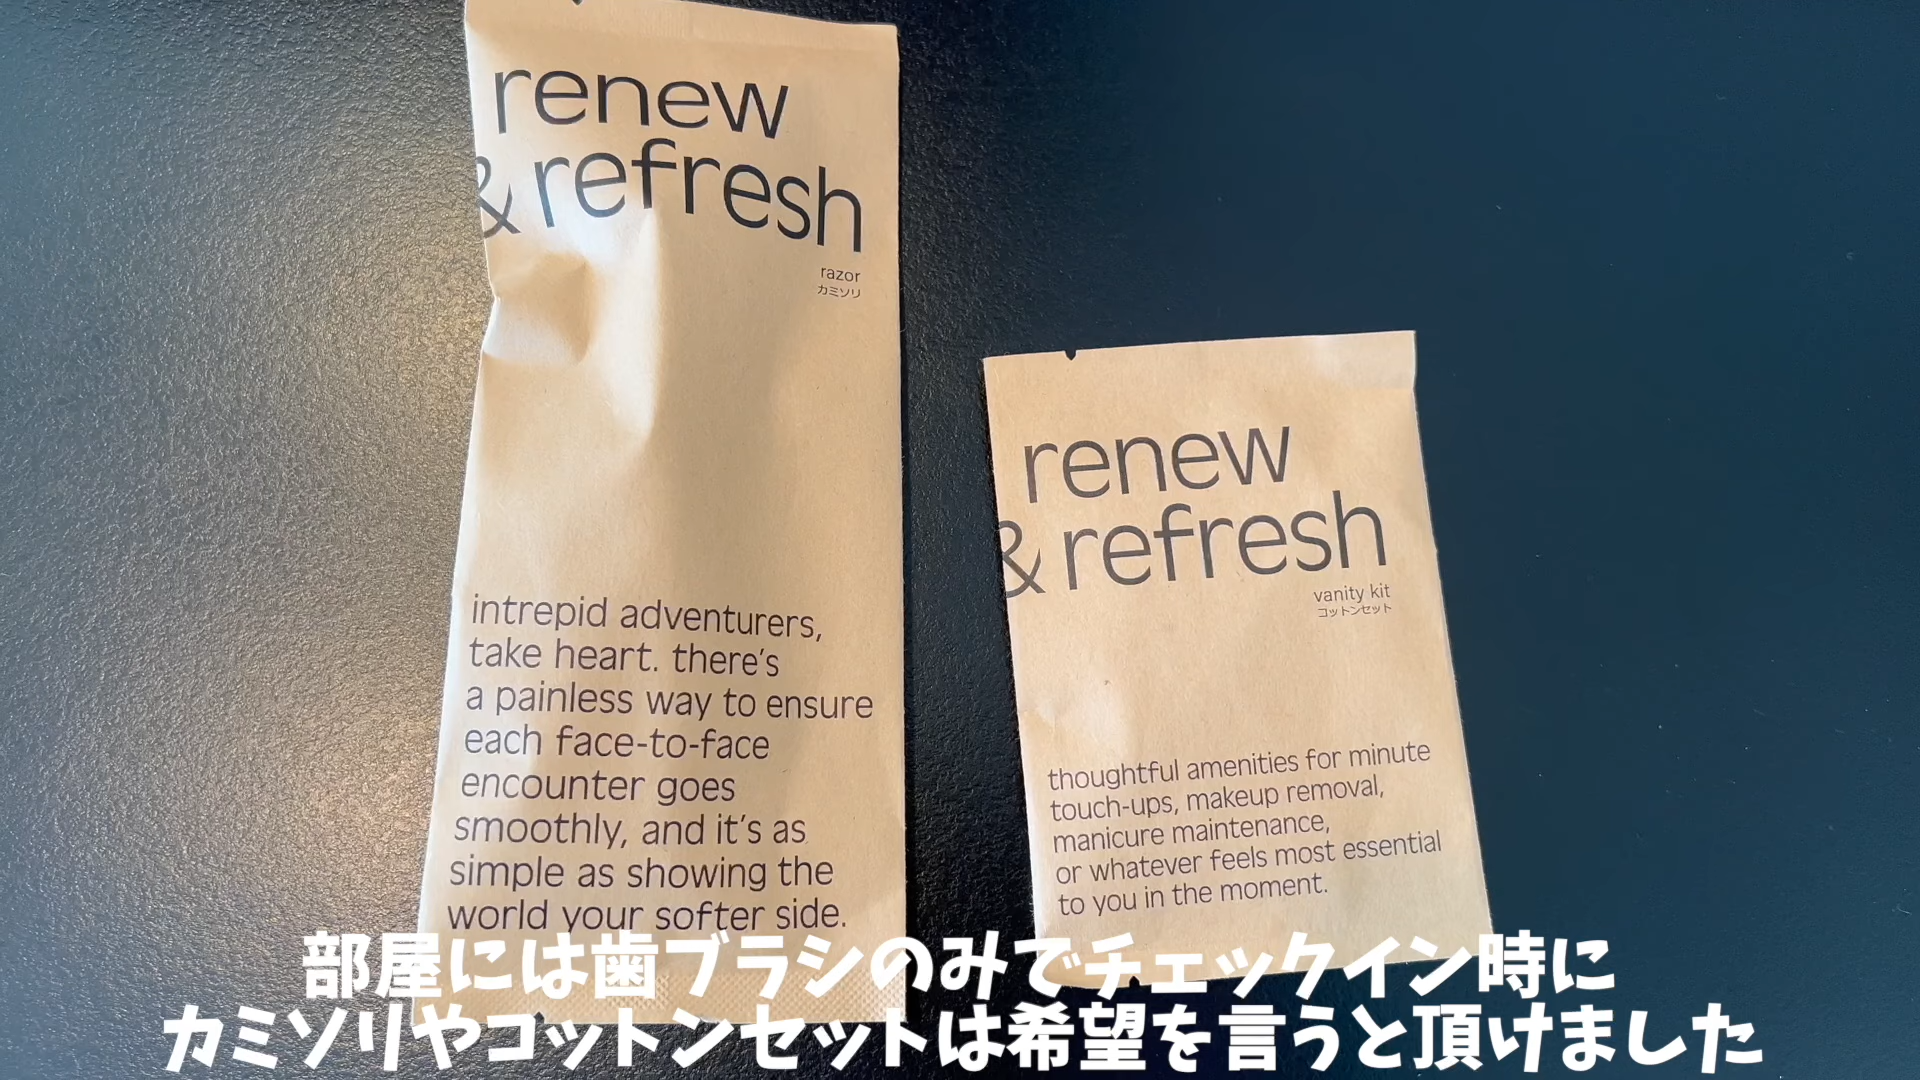 renew
& refresh
razor
カミソリ
intrepid adventurers,
take heart. there's
a painless way to ensure
each face-to-face
encounter goes
smoothly, and it's as
simple as showing the
world your softer side.
renew
& refresh
vanity kit
コットンセット
thoughtful amenities for minute
touch-ups, makeup removal,
manicure maintenance,
or whatever feels most essential
to you in the moment.
部屋には歯ブラシのみでチェックイン時に
カミソリやコットンセットは希望を言うと頂けました